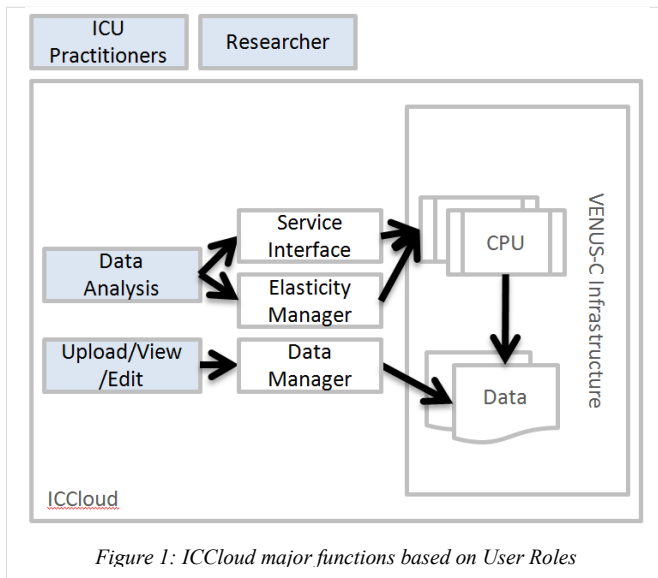 ICU
Practitioners
Researcher
Service
Interface
Data
Analysis
Elasticity
Manager
Upload/View
/Edit
Data
Manager
CPU
Data
VENUS-C Infrastructure
ICCloud
Figure 1: ICCloud major functions based on User Roles